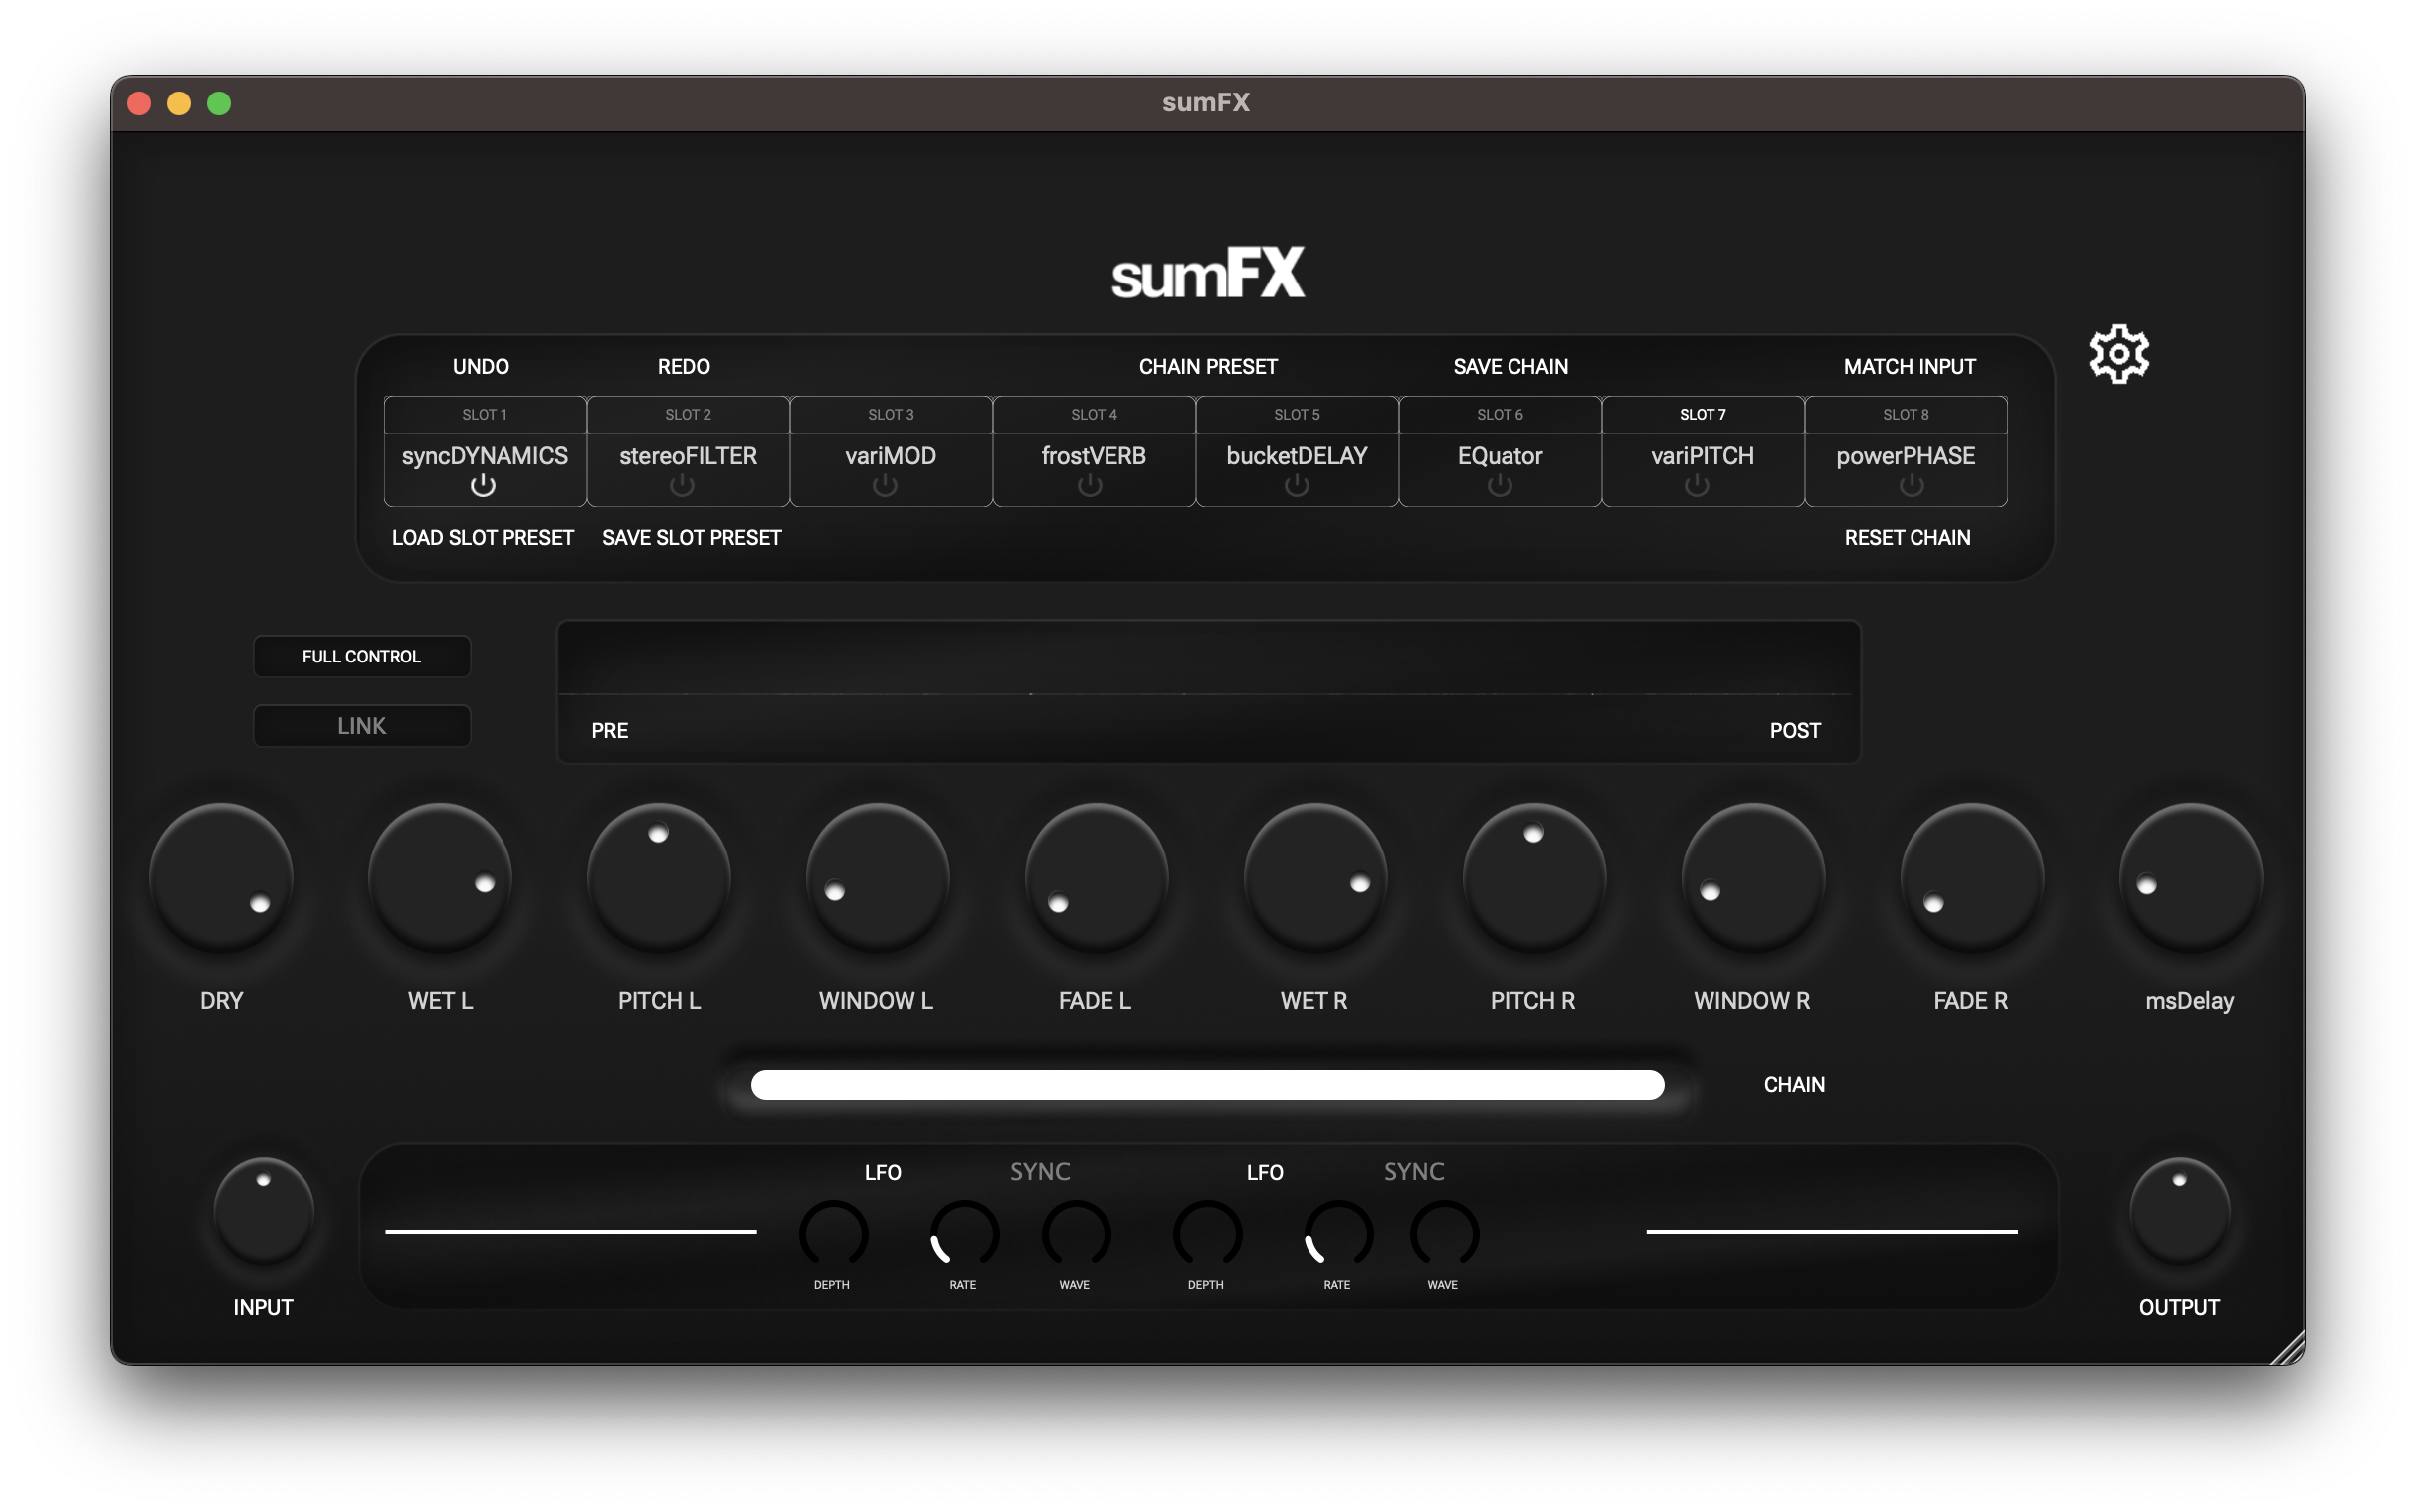 sumFX
sumFX
UNDO REDO CHAIN PRESET SAVE CHAIN MATCH INPUT
SLOT 1 SLOT 2 SLOT 3 SLOT 4 SLOT 5 SLOT 6 SLOT 7 SLOT 8
syncDYNAMICS stereoFILTER variMOD frostVERB bucketDELAY EQuator variPITCH powerPHASE
LOAD SLOT PRESET SAVE SLOT PRESET RESET CHAIN
FULL CONTROL
LINK
PRE POST
DRY WET L PITCH L WINDOW L FADE L WET R PITCH R WINDOW R FADE R msDelay
CHAIN
LFO SYNC LFO SYNC
DEPTH RATE WAVE DEPTH RATE WAVE
INPUT OUTPUT